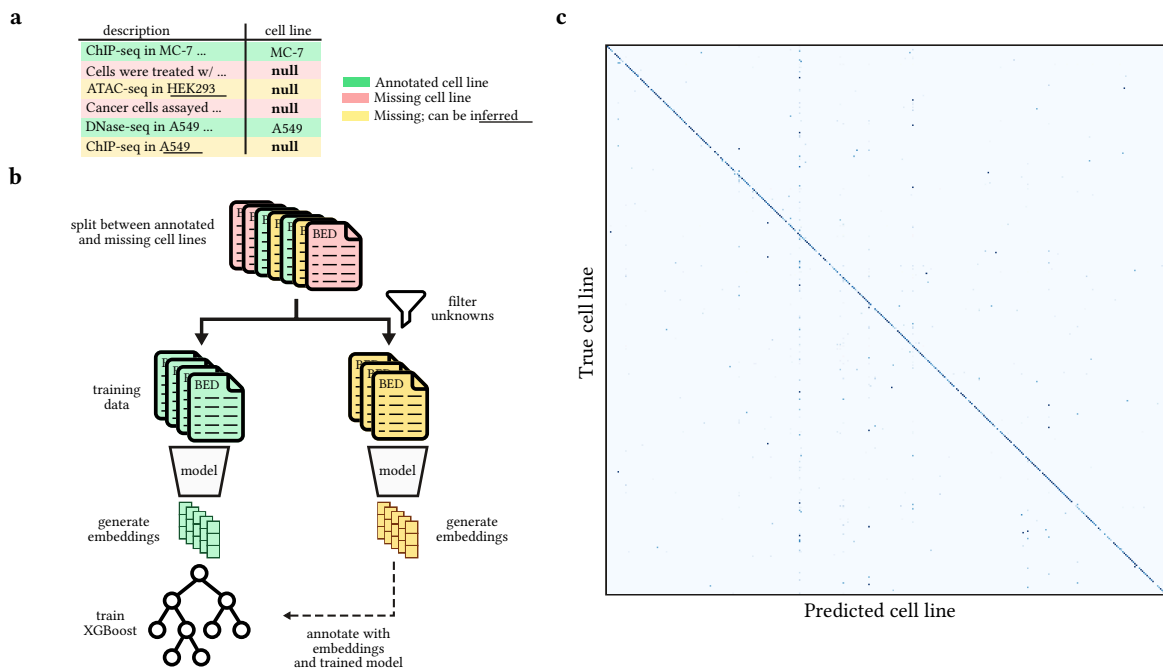 a
description cell line
ChIP-seq in MC-7 ... MC-7
Cells were treated w/ ... null
ATAC-seq in HEK293 null
Cancer cells assayed ... null
DNase-seq in A549 ... A549
ChIP-seq in A549 null
Annotated cell line
Missing cell line
Missing; can be inferred
b
split between annotated
and missing cell lines
BED
filter
unknowns
training
data
BED
BED
model
model
generate
embeddings
generate
embeddings
train
XGBoost
annotate with
embeddings
and trained model
c
True cell line
Predicted cell line